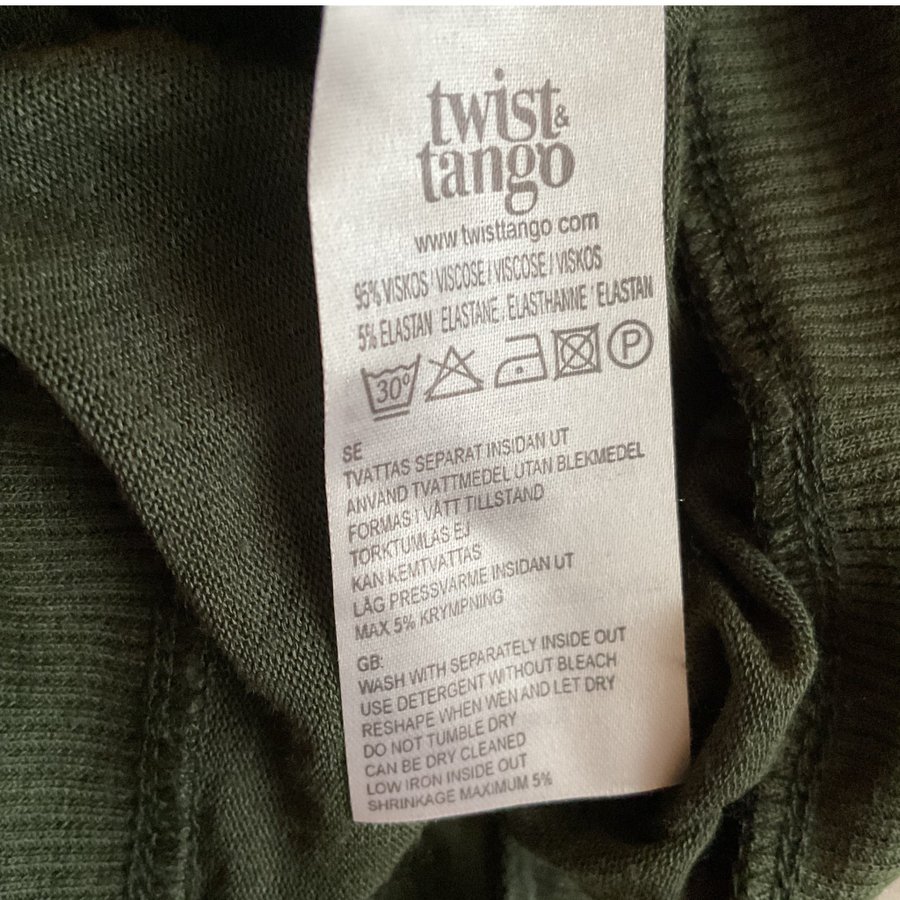 twist &
tango
www.twisttango.com
95% VISKOS / VISCOSE / VISCOSE / VISKOS
5% ELASTAN ELASTANE ELASTHANNE ELASTAN
30° P
SE
TVATTAS SEPARAT INSIDAN UT
ANVAND TVATTMEDEL UTAN BLEKMEDEL
FORMAS I VÅTT TILLSTAND
TORKTUMLAS EJ
KAN KEMTVATTAS
LÅG PRESSVARME INSIDAN UT
MAX 5% KRYMPNING
GB:
WASH WITH SEPARATELY INSIDE OUT
USE DETERGENT WITHOUT BLEACH
RESHAPE WHEN WEN AND LET DRY
DO NOT TUMBLE DRY
CAN BE DRY CLEANED
LOW IRON INSIDE OUT
SHRINKAGE MAXIMUM 5%